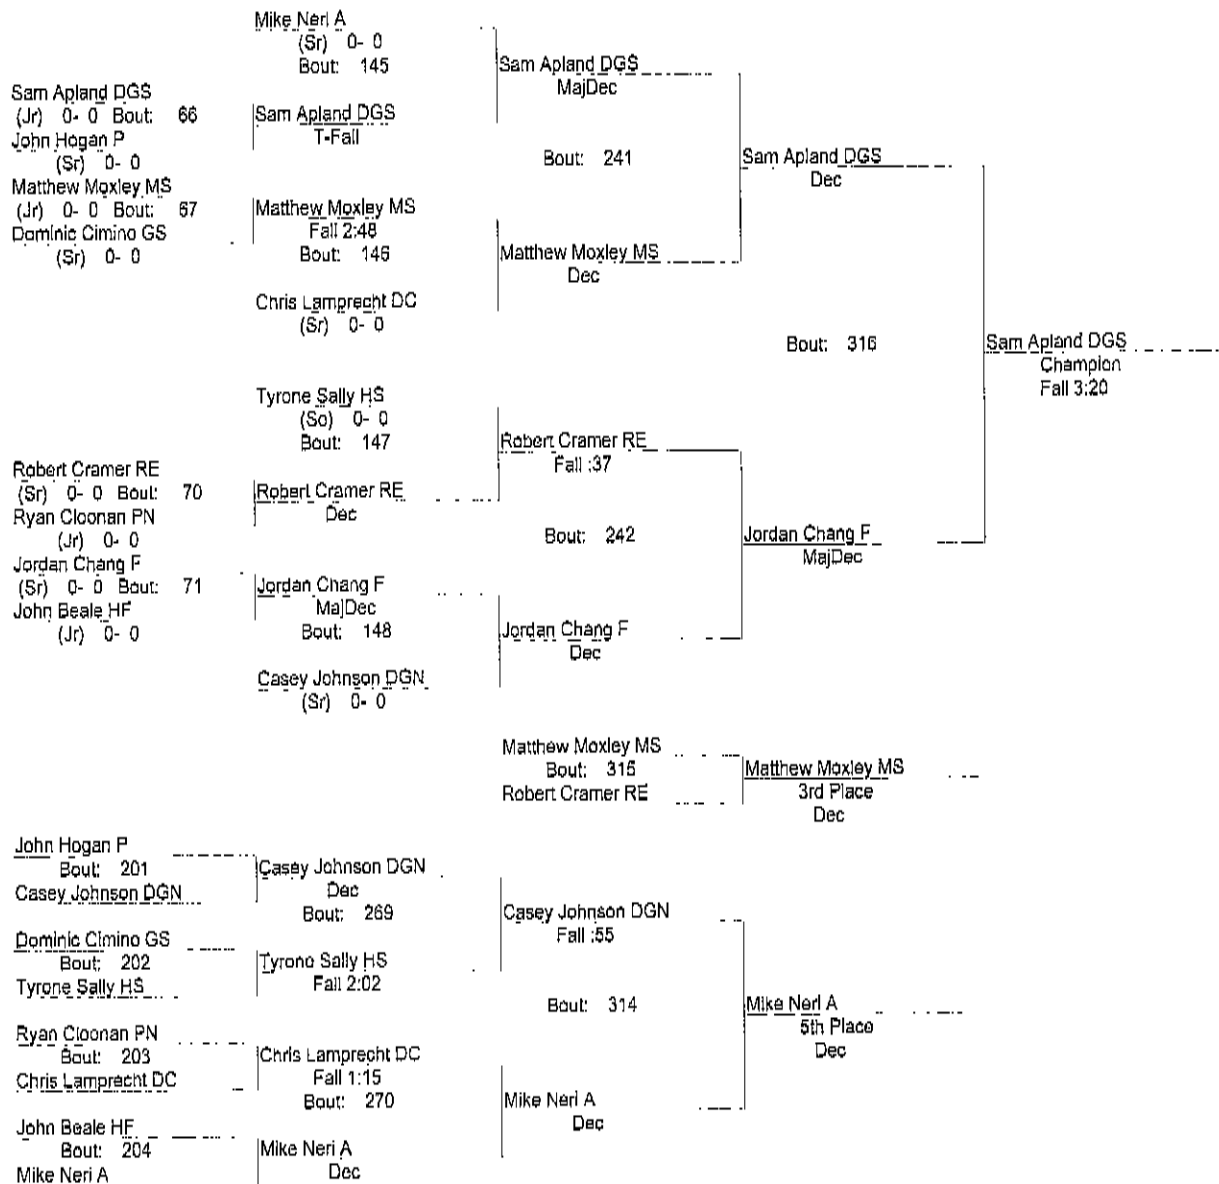 Mike Neri A
(Sr) 0- 0
Bout: 145
Sam Apland DGS
MajDec
Sam Apland DGS
(Jr) 0- 0 Bout: 66
John Hogan P
(Sr) 0- 0
Sam Apland DGS
T-Fall
Bout: 241
Sam Apland DGS
Dec
Matthew Moxley MS
(Jr) 0- 0 Bout: 67
Dominic Cimino GS
(Sr) 0- 0
Matthew Moxley MS
Fall 2:48
Bout: 146
Matthew Moxley MS
Dec
Chris Lamprecht DC
(Sr) 0- 0
Bout: 316
Sam Apland DGS
Champion
Fall 3:20
Tyrone Sally HS
(So) 0- 0
Bout: 147
Robert Cramer RE
Fall :37
Robert Cramer RE
(Sr) 0- 0 Bout: 70
Ryan Cloonan PN
(Jr) 0- 0
Robert Cramer RE
Dec
Bout: 242
Jordan Chang F
MajDec
Jordan Chang F
(Sr) 0- 0 Bout: 71
John Beale HF
(Jr) 0- 0
Jordan Chang F
MajDec
Bout: 148
Jordan Chang F
Dec
Casey Johnson DGN
(Sr) 0- 0
Matthew Moxley MS
Bout: 315
Robert Cramer RE
Matthew Moxley MS
3rd Place
Dec
John Hogan P
Bout: 201
Casey Johnson DGN
Casey Johnson DGN
Dec
Bout: 269
Casey Johnson DGN
Fall :55
Dominic Cimino GS
Bout: 202
Tyrone Sally HS
Tyrone Sally HS
Fall 2:02
Bout: 314
Mike Neri A
5th Place
Dec
Ryan Cloonan PN
Bout: 203
Chris Lamprecht DC
Chris Lamprecht DC
Fall 1:15
Bout: 270
Mike Neri A
Dec
John Beale HF
Bout: 204
Mike Neri A
Mike Neri A
Dec